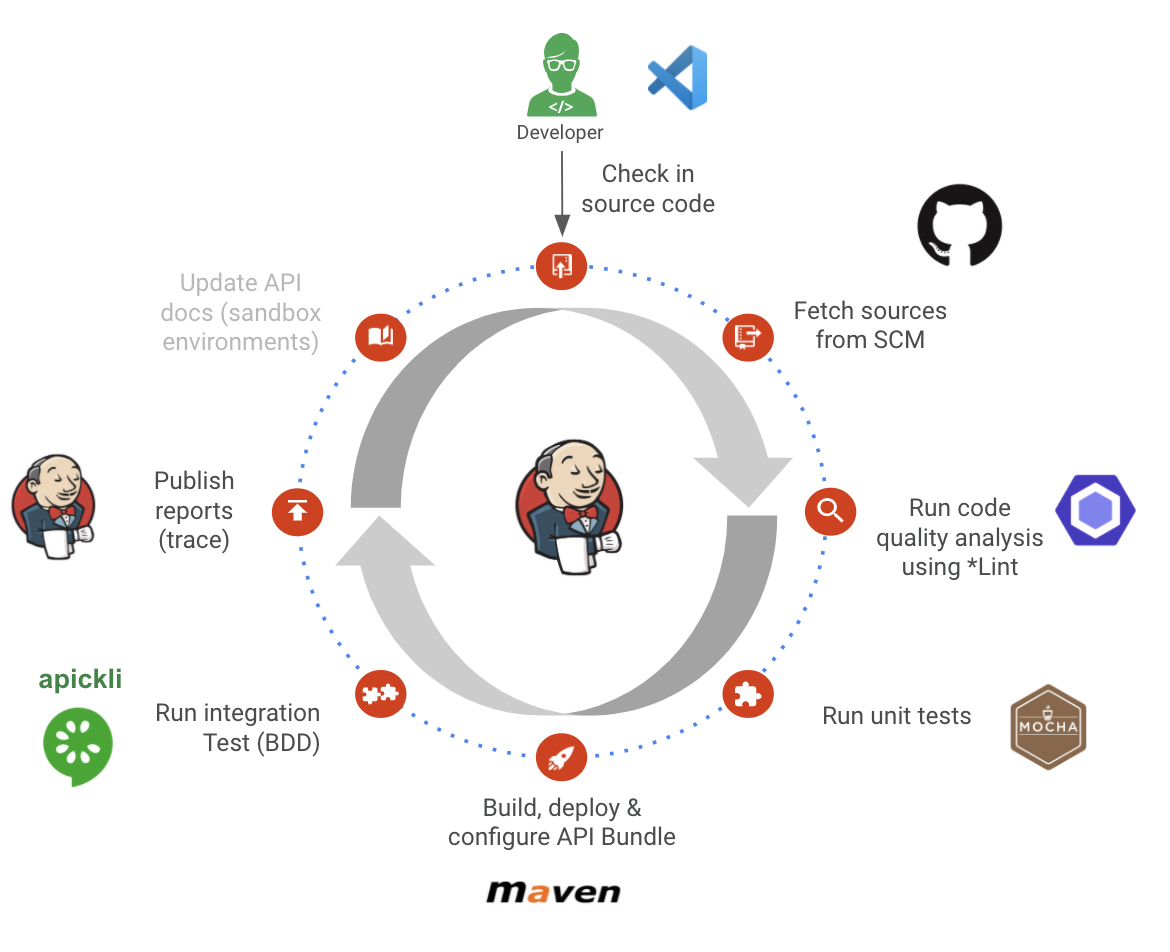 </>
Developer
Check in
source code
Fetch sources
from SCM
Run code
quality analysis
using *Lint
Run unit tests
MOCHA
Build, deploy &
configure API Bundle
maven
Run integration
Test (BDD)
apickli
Publish
reports
(trace)
Update API
docs (sandbox
environments)